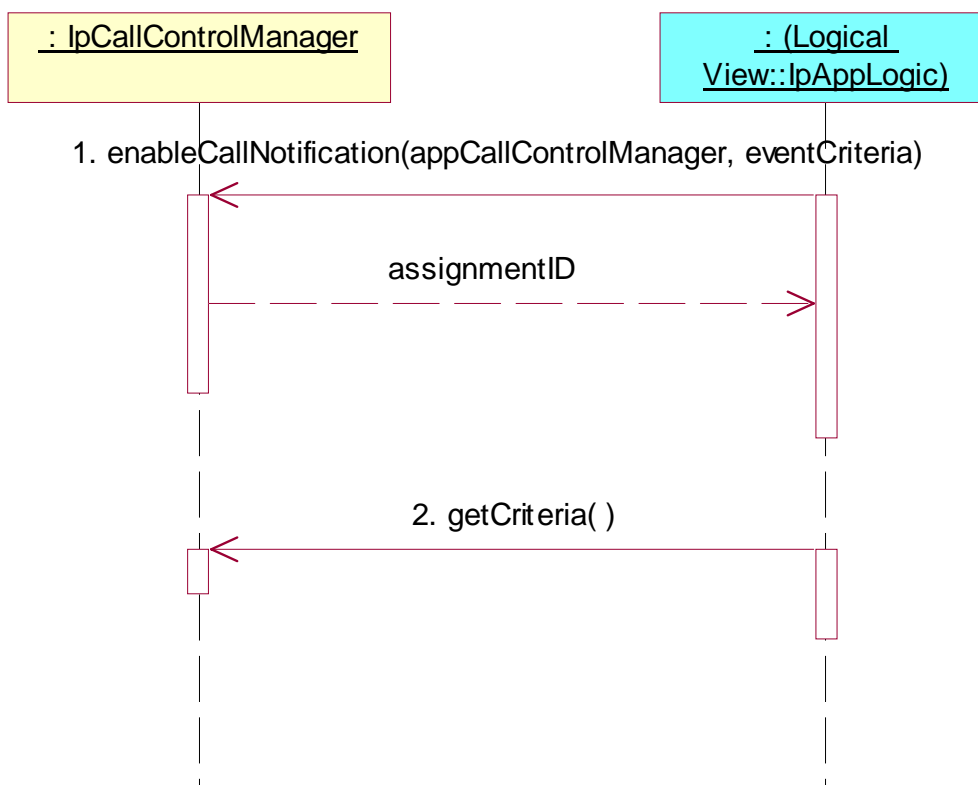 : IpCallControlManager
: (Logical
View::IpAppLogic)
1. enableCallNotification(appCallControlManager, eventCriteria)
assignmentID
2. getCriteria( )